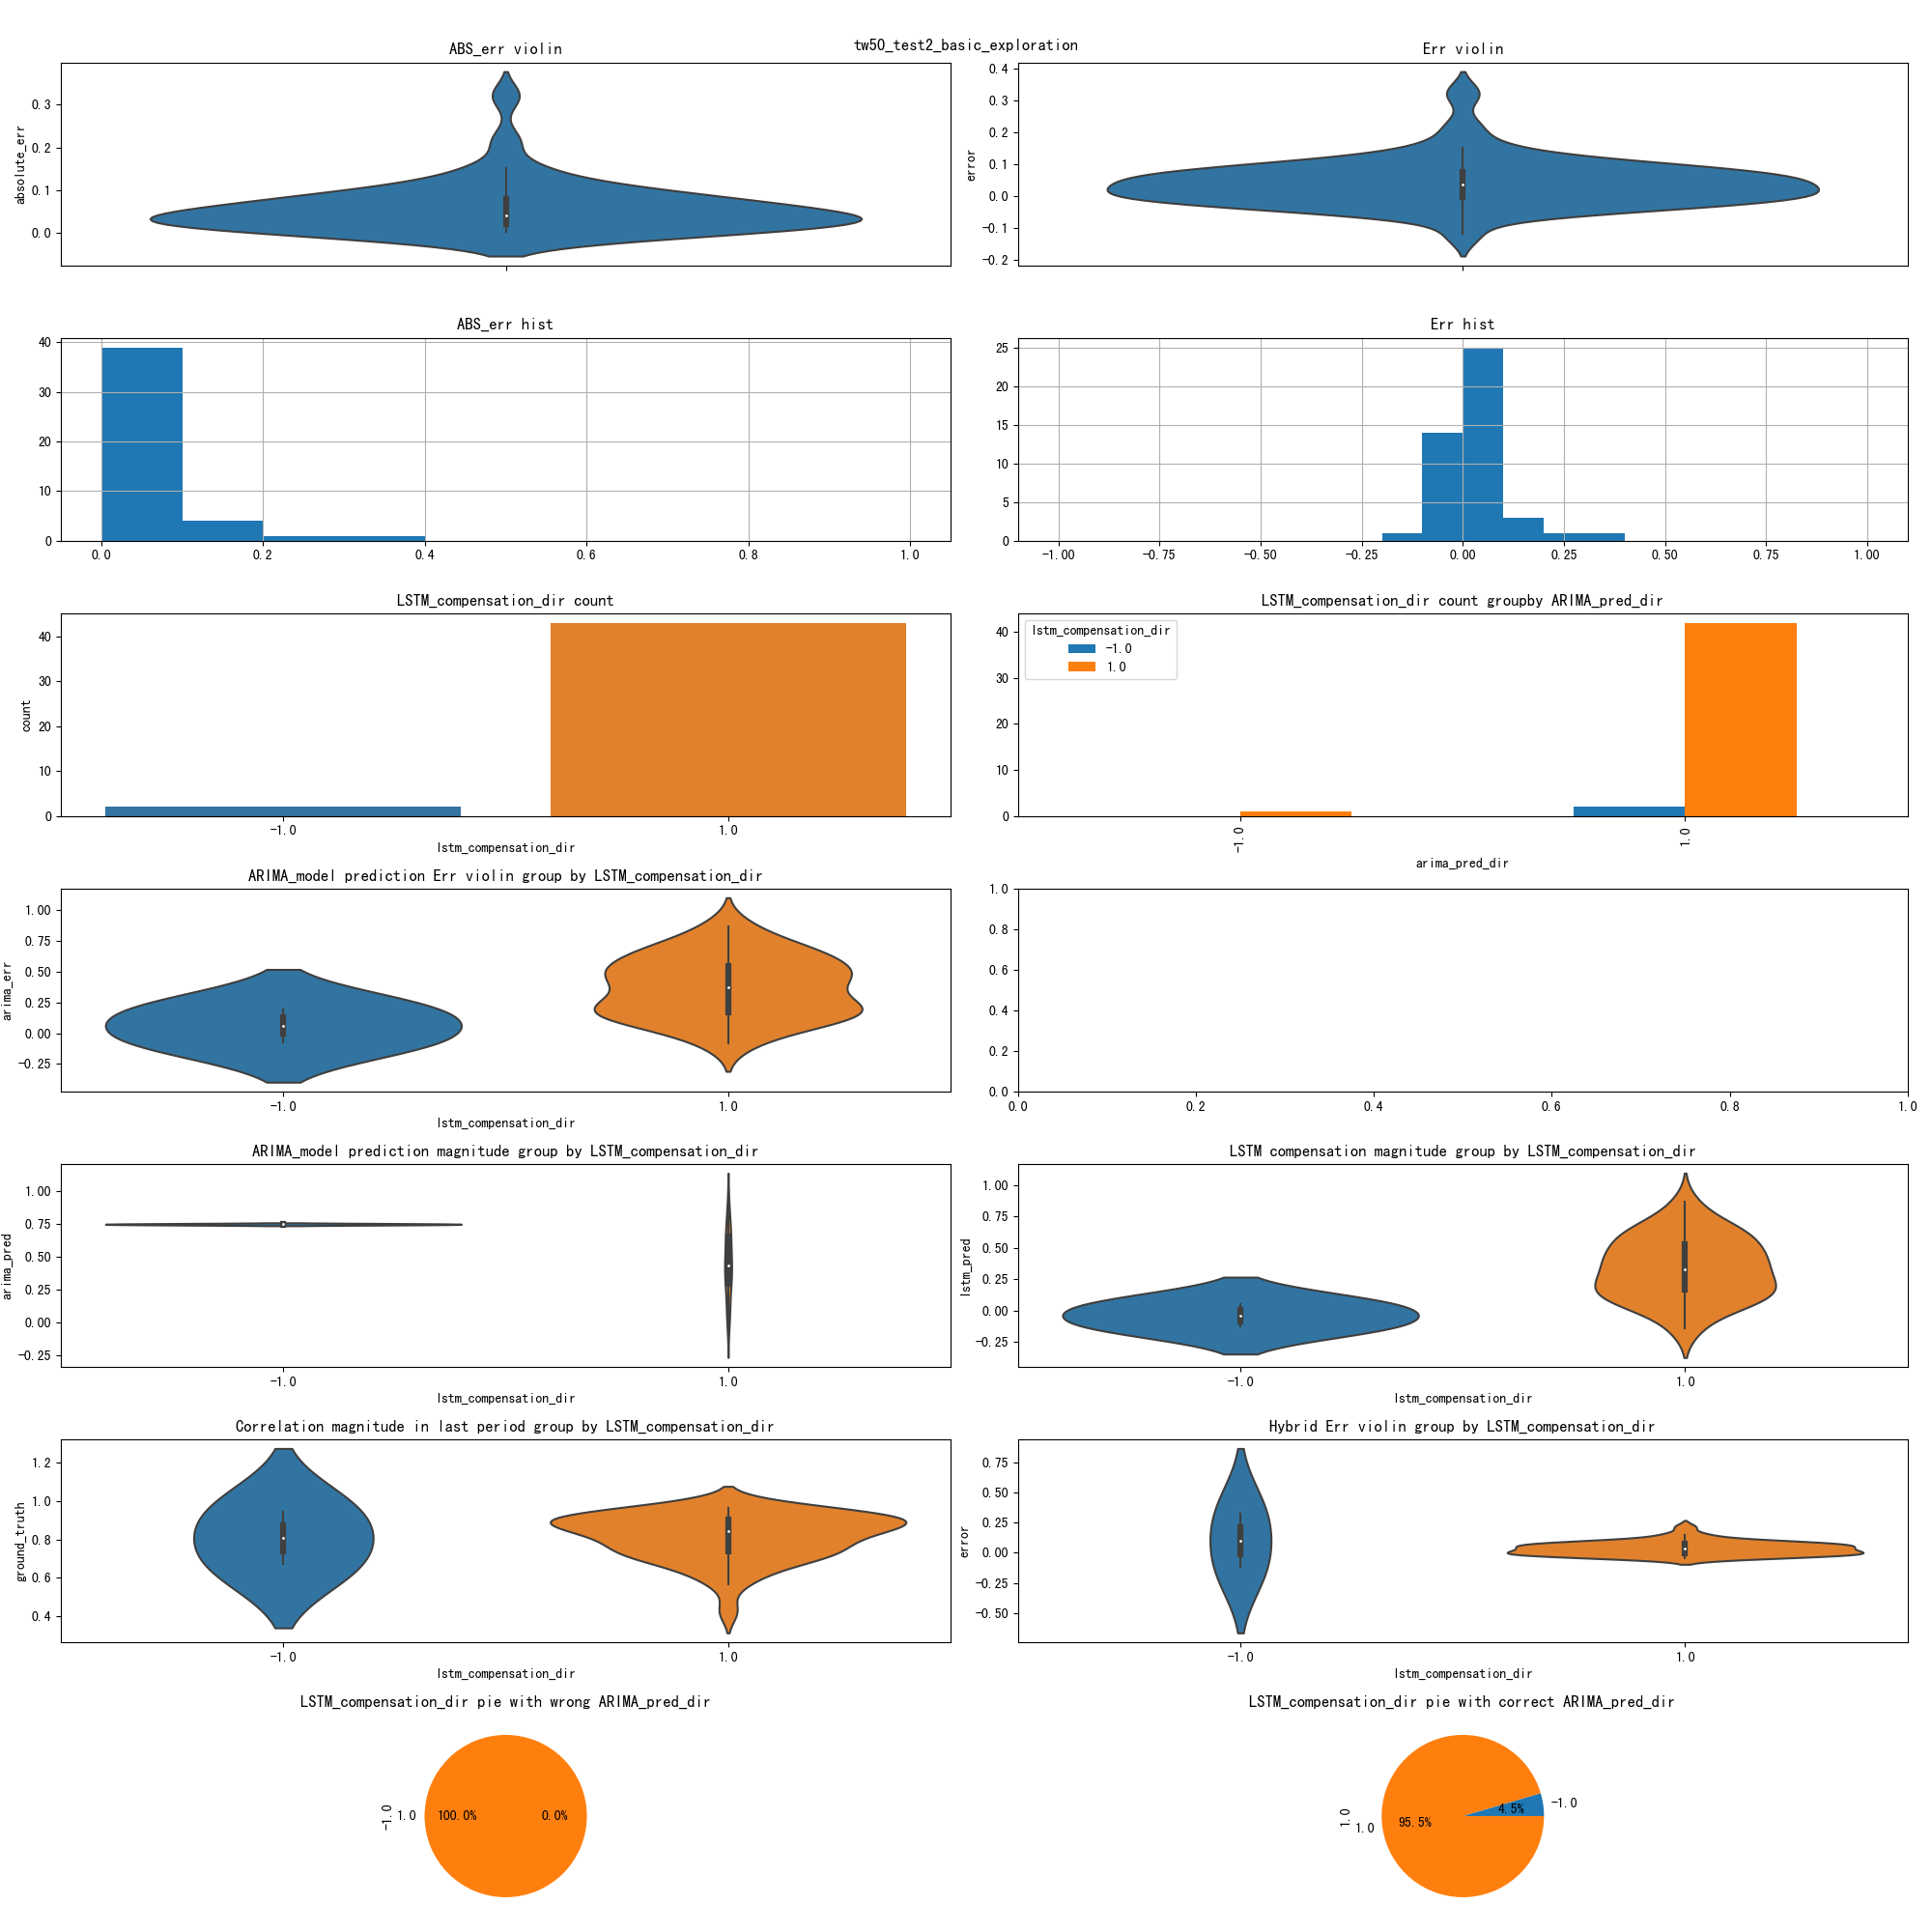 tw50_test2_basic_exploration
ABS_err violin
absolute_err
0.3
0.2
0.1
0.0
Err violin
error
0.4
0.3
0.2
0.1
0.0
-0.1
-0.2
ABS_err hist
40
30
20
10
0
0.0 0.2 0.4 0.6 0.8 1.0
Err hist
25
20
15
10
5
0
-1.00 -0.75 -0.50 -0.25 0.00 0.25 0.50 0.75 1.00
LSTM_compensation_dir count
count
40
30
20
10
0
-1.0 1.0
lstm_compensation_dir
LSTM_compensation_dir count groupby ARIMA_pred_dir
lstm_compensation_dir
-1.0
1.0
40
30
20
10
0
-1.0 1.0
arima_pred_dir
ARIMA_model prediction Err violin group by LSTM_compensation_dir
arima_err
1.00
0.75
0.50
0.25
0.00
-0.25
-1.0 1.0
lstm_compensation_dir
1.0
0.8
0.6
0.4
0.2
0.0
0.0 0.2 0.4 0.6 0.8 1.0
ARIMA_model prediction magnitude group by LSTM_compensation_dir
arima_pred
1.00
0.75
0.50
0.25
0.00
-0.25
-1.0 1.0
lstm_compensation_dir
LSTM compensation magnitude group by LSTM_compensation_dir
lstm_pred
1.00
0.75
0.50
0.25
0.00
-0.25
-1.0 1.0
lstm_compensation_dir
Correlation magnitude in last period group by LSTM_compensation_dir
ground_truth
1.2
1.0
0.8
0.6
0.4
-1.0 1.0
lstm_compensation_dir
Hybrid Err violin group by LSTM_compensation_dir
error
0.75
0.50
0.25
0.00
-0.25
-0.50
-1.0 1.0
lstm_compensation_dir
LSTM_compensation_dir pie with wrong ARIMA_pred_dir
-1.0
1.0
100.0%
0.0%
LSTM_compensation_dir pie with correct ARIMA_pred_dir
1.0
1.0
95.5%
4.5%
-1.0